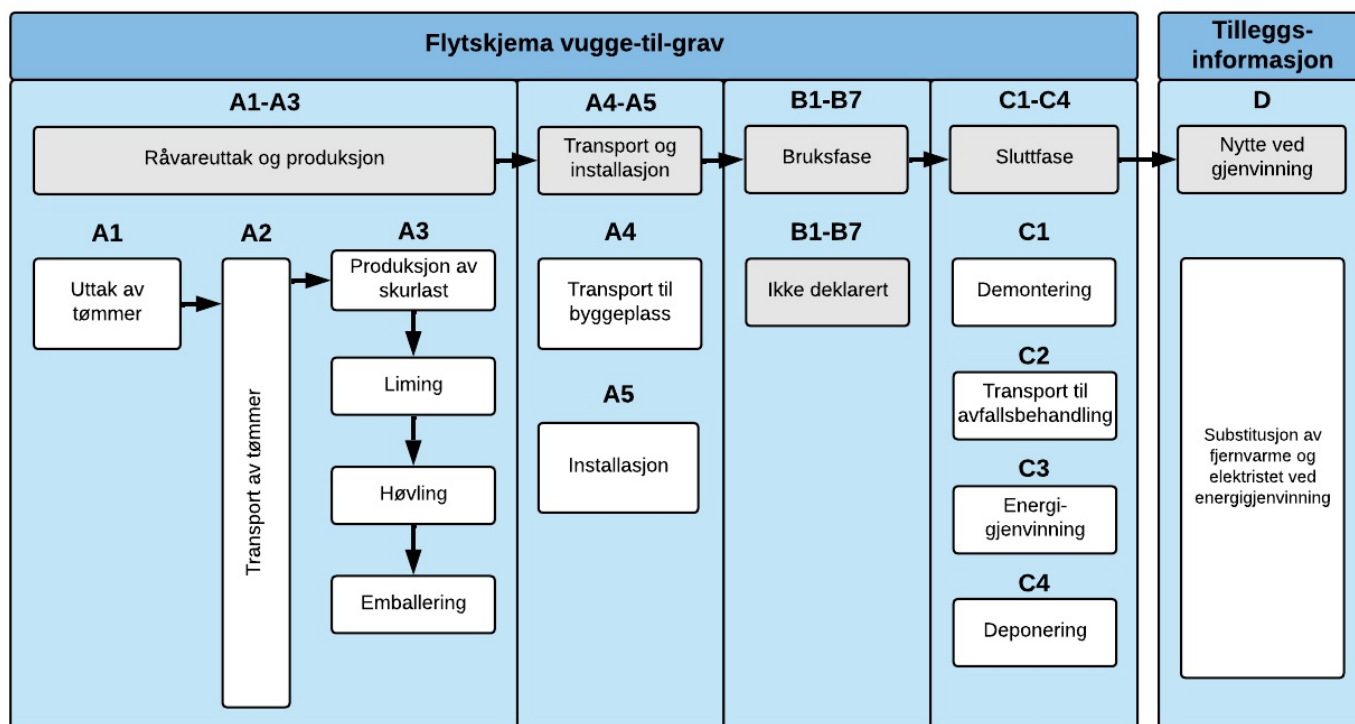 Flytskjema vugge-til-grav
Tilleggs-
informasjon
A1-A3
A4-A5
B1-B7
C1-C4
D
Råvareuttak og produksjon
Transport og
installasjon
Bruksfase
Sluttfase
Nytte ved
gjenvinning
A1
Uttak av
tømmer
A2
Transport av tømmer
A3
Produksjon av
skurlast
Liming
Høvling
Emballering
A4
Transport til
byggeplass
A5
Installasjon
B1-B7
Ikke deklarert
C1
Demontering
C2
Transport til
avfallsbehandling
C3
Energi-
gjenvinning
C4
Deponering
Substitusjon av
fjernvarme og
elektristet ved
energigjenvinning